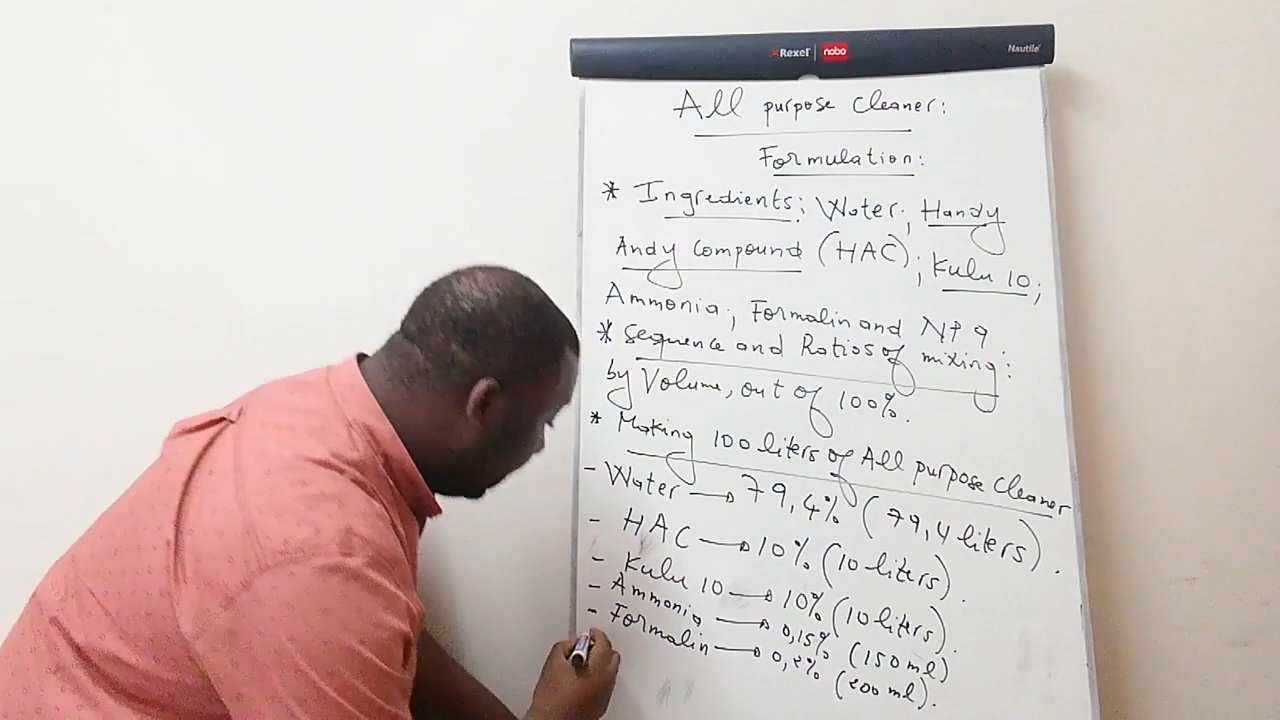 Rexel nobo Nautile
All purpose Cleaner:
Formulation:
* Ingredients: Water; Handy
Andy Compound (HAC); Kulu 10;
Ammonia; Formalin and NP 9
* Sequence and Ratios of mixing:
by Volume, out of 100%.
* Making 100 liters of All purpose Cleaner
- Water → 79,4% (79,4 liters).
- HAC → 10% (10 liters).
- Kulu 10 → 10% (10 liters).
- Ammonia → 0,15% (150 ml)
- Formalin → 0,2% (200 ml).